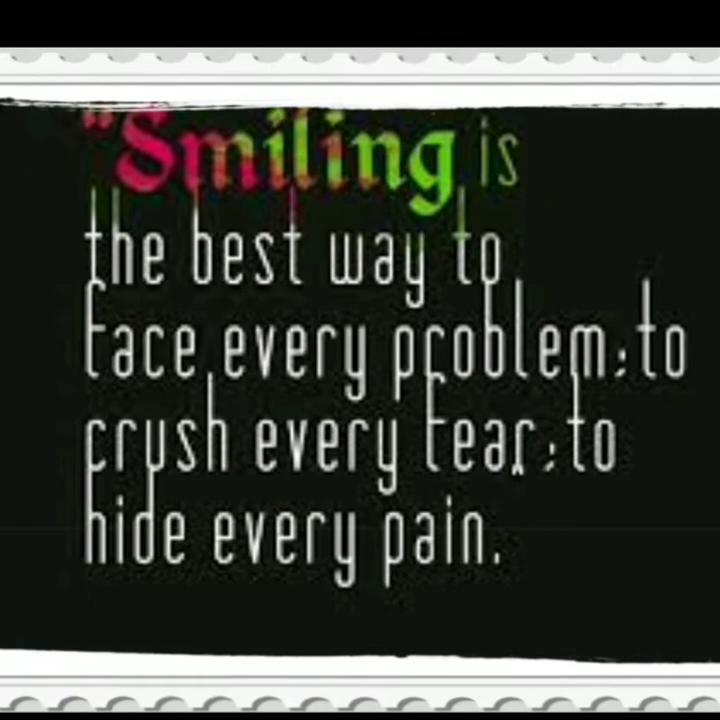 "Smiling is
the best way to
face every problem;to
crush every fear;to
hide every pain.